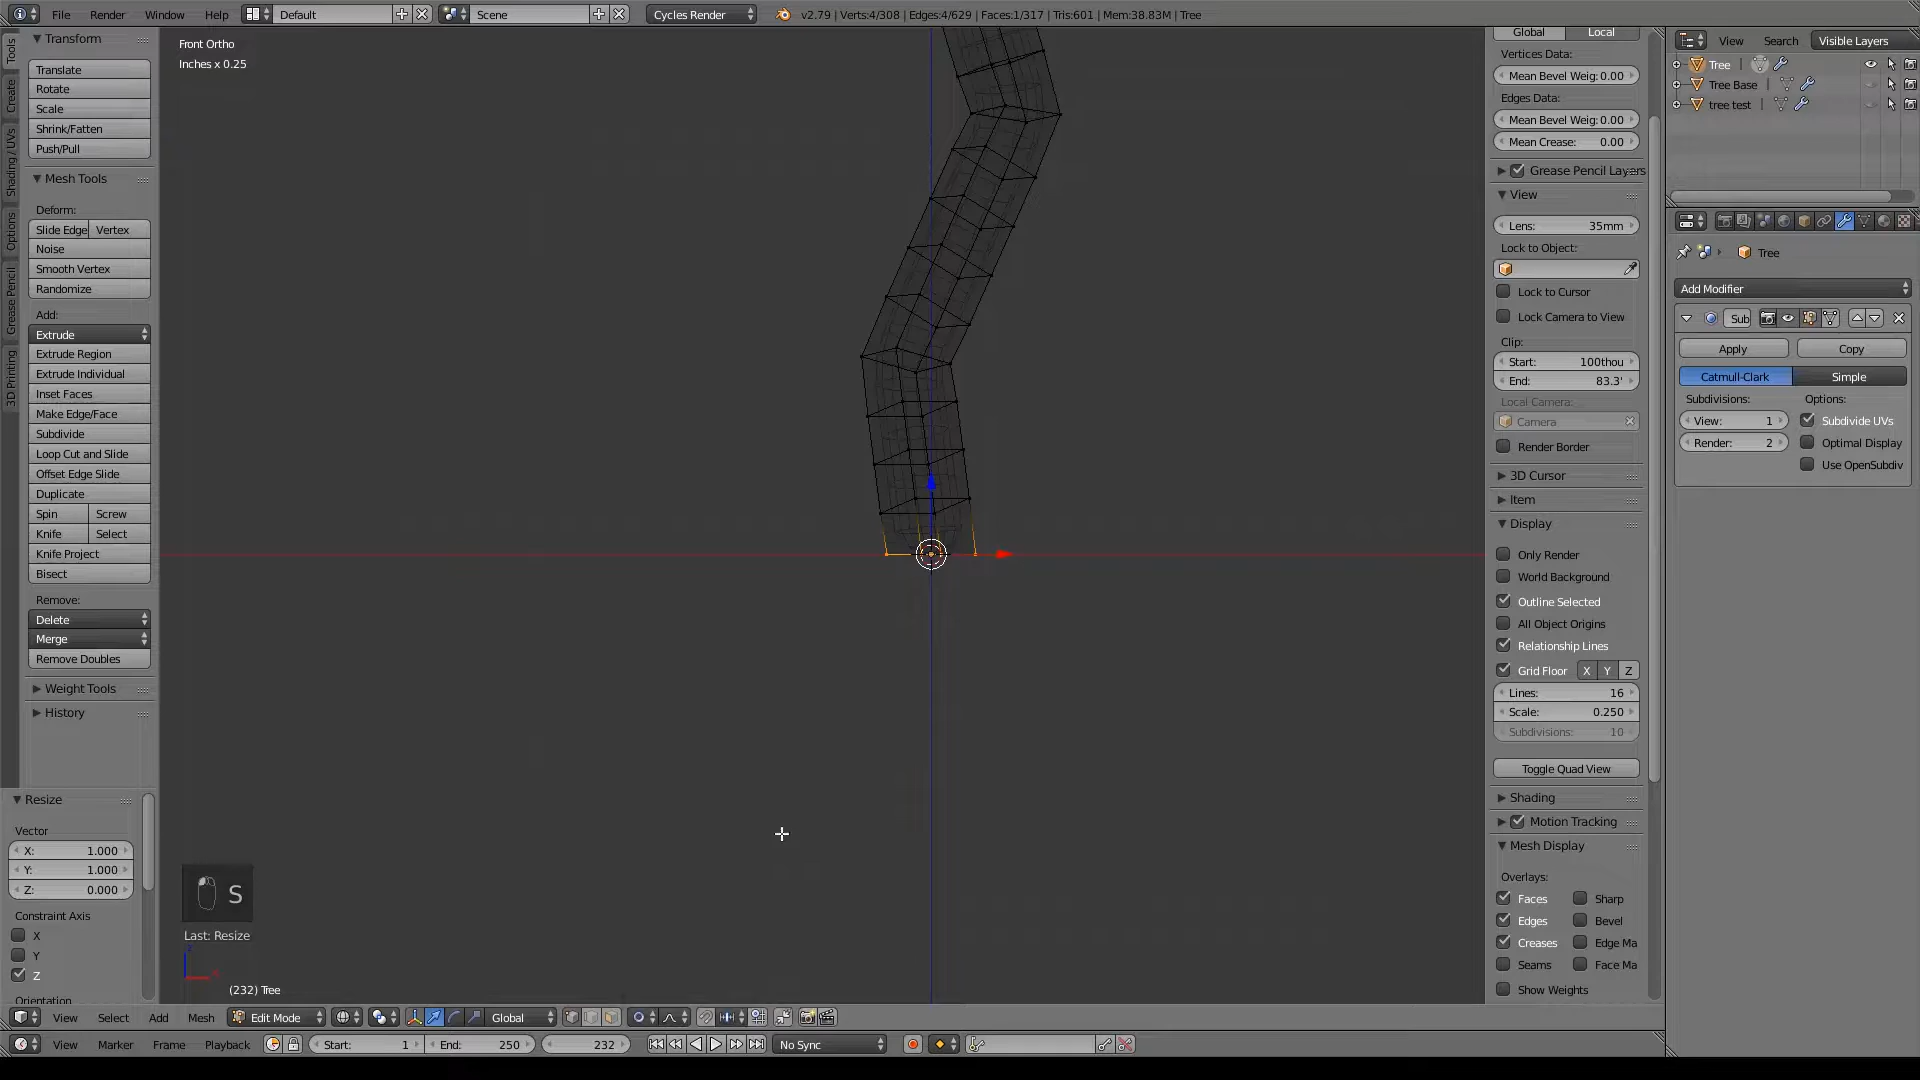 File Render Window Help Default Scene Cycles Render v2.79 | Verts:4/308 | Edges:4/629 | Faces:1/317 | Tris:601 | Mem:38.83M | Tree
Tools
Create
Shading / UVs
Options
Grease Pencil
3D Printing
Transform
Translate
Rotate
Scale
Shrink/Fatten
Push/Pull
Mesh Tools
Deform:
Slide Edge Vertex
Noise
Smooth Vertex
Randomize
Add:
Extrude
Extrude Region
Extrude Individual
Inset Faces
Make Edge/Face
Subdivide
Loop Cut and Slide
Offset Edge Slide
Duplicate
Spin Screw
Knife Select
Knife Project
Bisect
Remove:
Delete
Merge
Remove Doubles
Weight Tools
History
Resize
Vector
X: 1.000
Y: 1.000
Z: 0.000
Constraint Axis
X
Y
Z
Orientation
Front Ortho
Inches x 0.25
S
Last: Resize
(232) Tree
Global Local
Vertices Data:
Mean Bevel Weig: 0.00
Edges Data:
Mean Bevel Weig: 0.00
Mean Crease: 0.00
Grease Pencil Layers
View
Lens: 35mm
Lock to Object:
Lock to Cursor
Lock Camera to View
Clip:
Start: 100thou
End: 83.3'
Local Camera:
Camera
Render Border
3D Cursor
Item
Display
Only Render
World Background
Outline Selected
All Object Origins
Relationship Lines
Grid Floor X Y Z
Lines: 16
Scale: 0.250
Subdivisions: 10
Toggle Quad View
Shading
Motion Tracking
Mesh Display
Overlays:
Faces Sharp
Edges Bevel
Creases Edge Ma
Seams Face Ma
Show Weights
View Search Visible Layers
Tree
Tree Base
tree test
Tree
Add Modifier
Sub
Apply Copy
Catmull-Clark Simple
Subdivisions: Options:
View: 1 Subdivide UVs
Render: 2 Optimal Display
Use OpenSubdiv
View Select Add Mesh Edit Mode Global
View Marker Frame Playback Start: 1 End: 250 232 No Sync